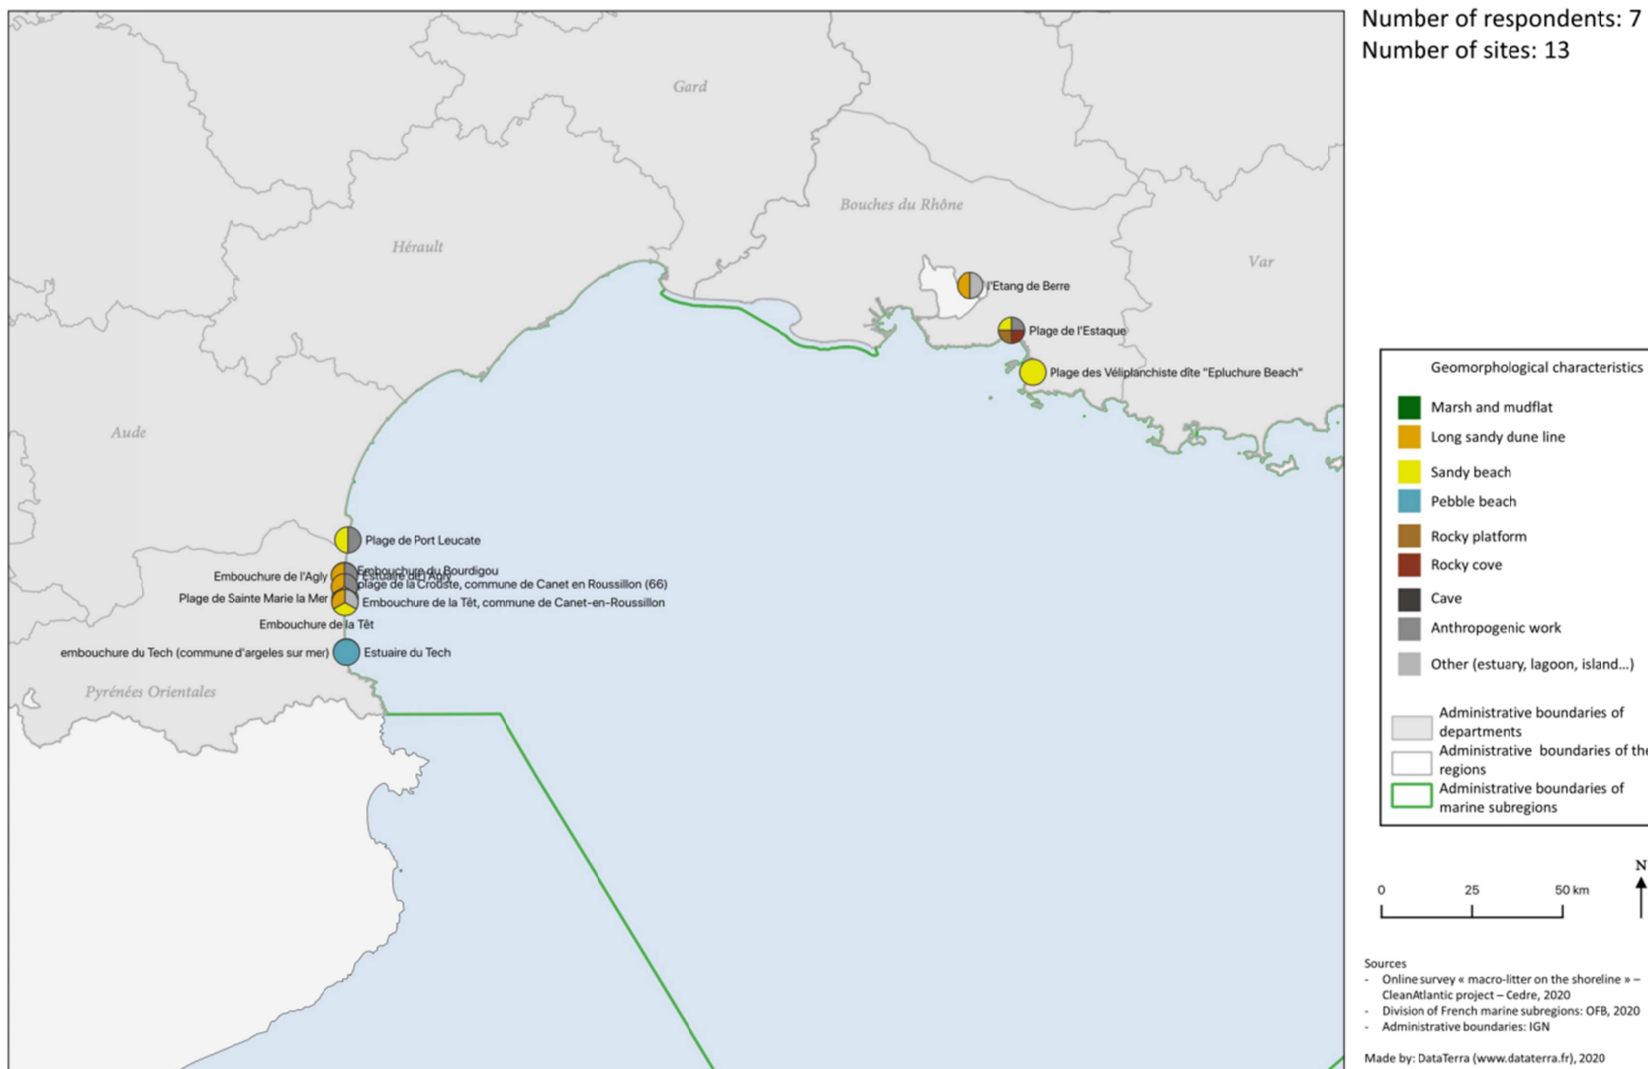 Number of respondents: 7
Number of sites: 13
Gard
Bouches du Rhône
Hérault
Var
l'Etang de Berre
Plage de l'Estaque
Plage des Véliplanchiste dîte "Epluchure Beach"
Aude
Plage de Port Leucate
Embouchure du Bourdigou
Embouchure de l'Agly
Estuaire de l'Agly
plage de la Crouste, commune de Canet en Roussillon (66)
Plage de Sainte Marie la Mer
Embouchure de la Têt, commune de Canet-en-Roussillon
Embouchure de la Têt
embouchure du Tech (commune d'argeles sur mer)
Estuaire du Tech
Pyrénées Orientales
Geomorphological characteristics
Marsh and mudflat
Long sandy dune line
Sandy beach
Pebble beach
Rocky platform
Rocky cove
Cave
Anthropogenic work
Other (estuary, lagoon, island...)
Administrative boundaries of
departments
Administrative boundaries of the
regions
Administrative boundaries of
marine subregions
N
0 25 50 km
Sources
- Online survey « macro-litter on the shoreline » –
CleanAtlantic project – Cedre, 2020
- Division of French marine subregions: OFB, 2020
- Administrative boundaries: IGN
Made by: DataTerra (www.dataterra.fr), 2020